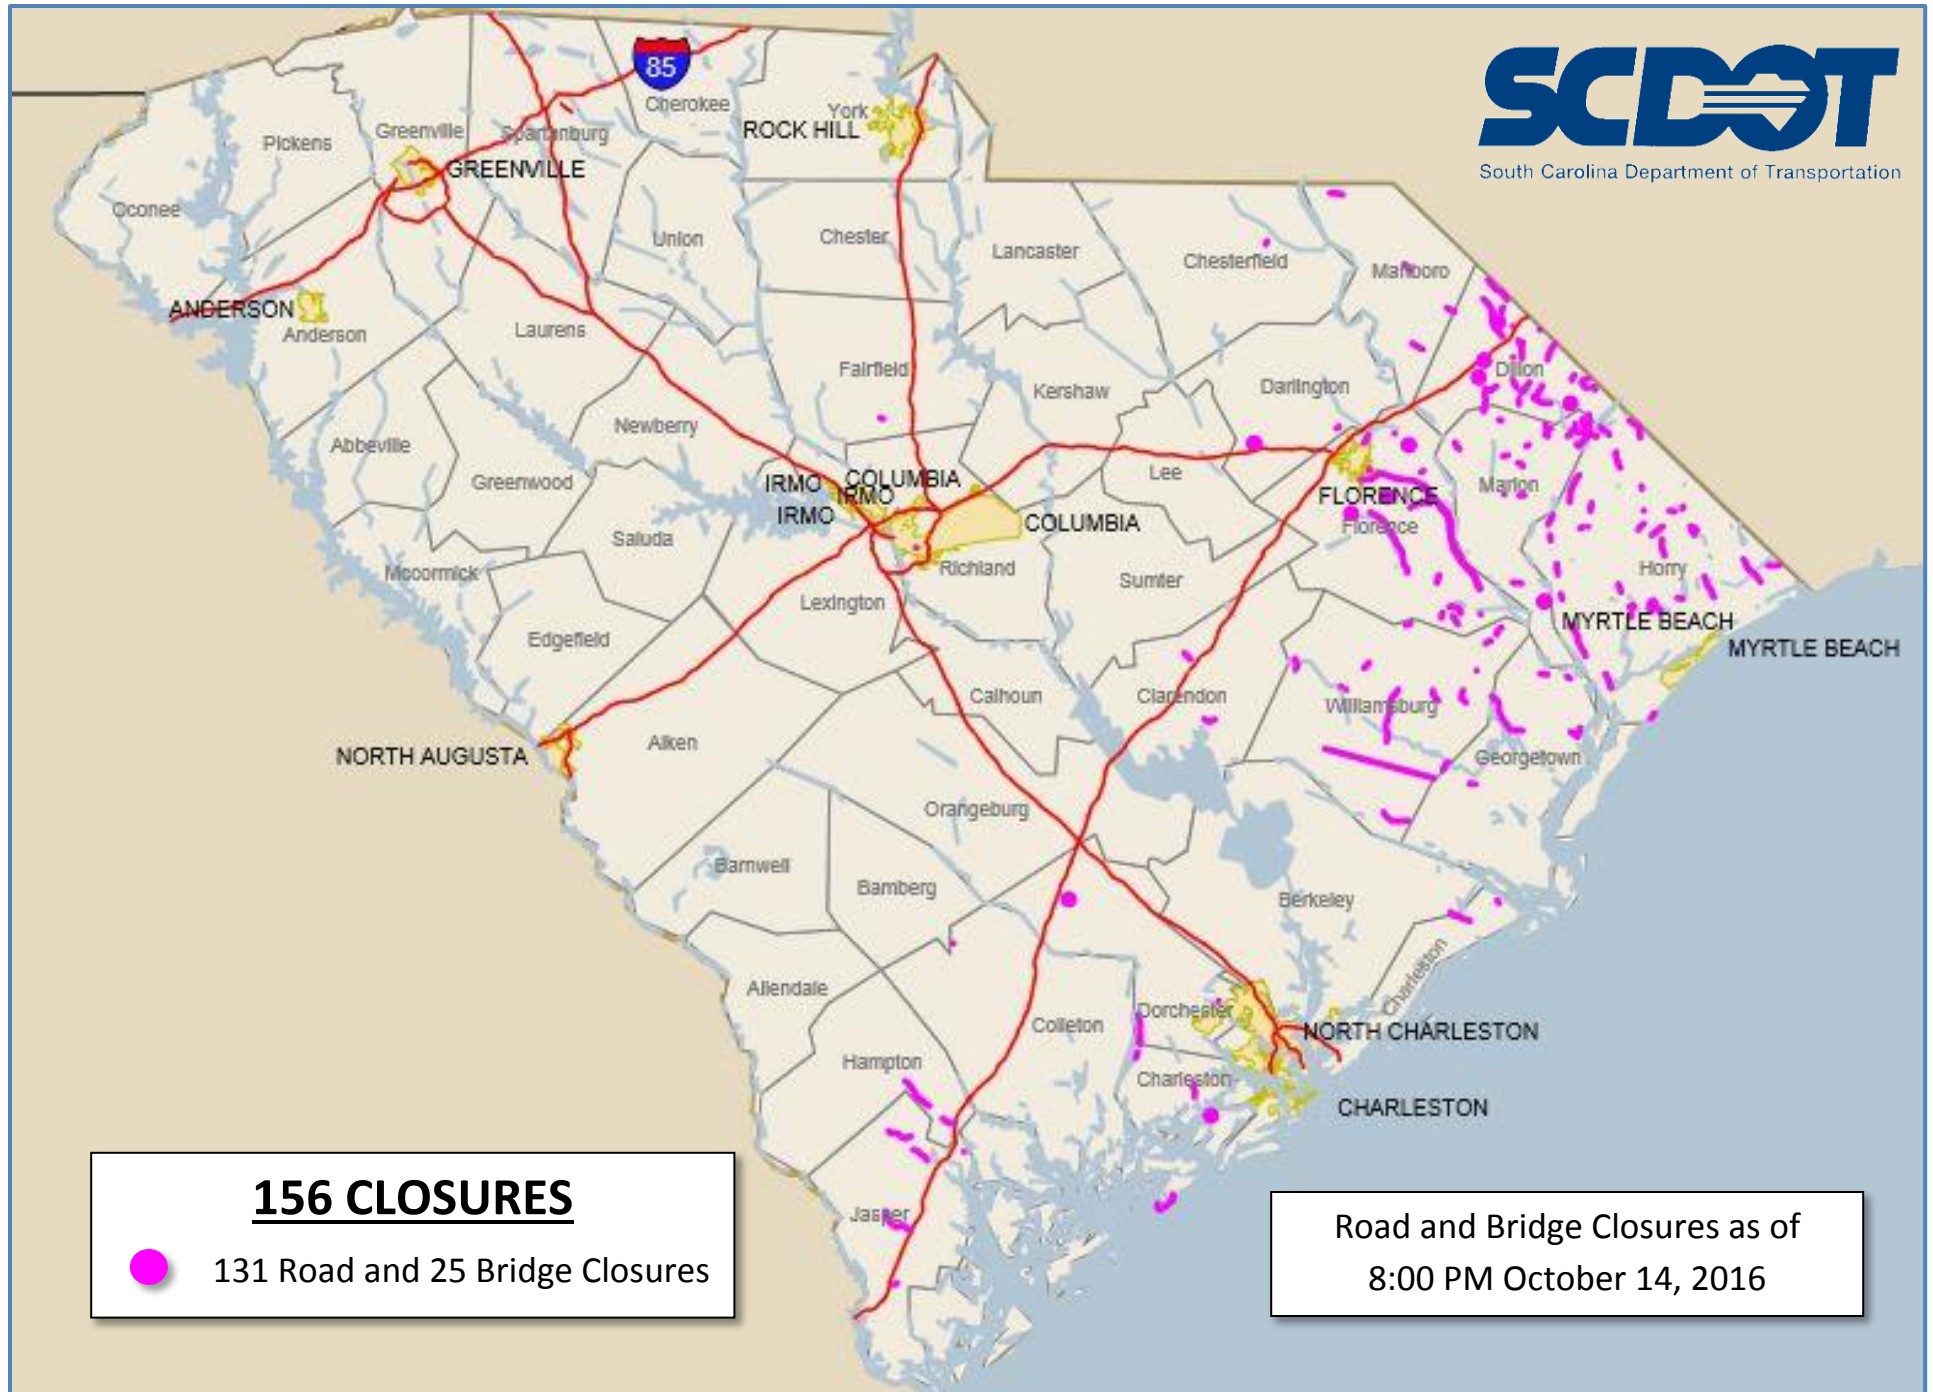 85
SCDOT
South Carolina Department of Transportation
Cherokee
York
ROCK HILL
Greenville
Spartanburg
Pickens
GREENVILLE
Oconee
Union
Chester
Lancaster
Chesterfield
Marlboro
ANDERSON
Anderson
Laurens
Fairfield
Kershaw
Darlington
Dillon
Newberry
Abbeville
Greenwood
Lee
IRMO
COLUMBIA
IRMO
IRMO
COLUMBIA
FLORENCE
Florence
Marion
Saluda
Mccormick
Richland
Sumter
Horry
Lexington
Edgefield
MYRTLE BEACH
MYRTLE BEACH
Calhoun
Clarendon
Williamsburg
NORTH AUGUSTA
Aiken
Georgetown
Orangeburg
Barnwell
Bamberg
Berkeley
Allendale
Charleston
Dorchester
Colleton
NORTH CHARLESTON
Hampton
Charleston
CHARLESTON
Jasper
156 CLOSURES
131 Road and 25 Bridge Closures
Road and Bridge Closures as of
8:00 PM October 14, 2016